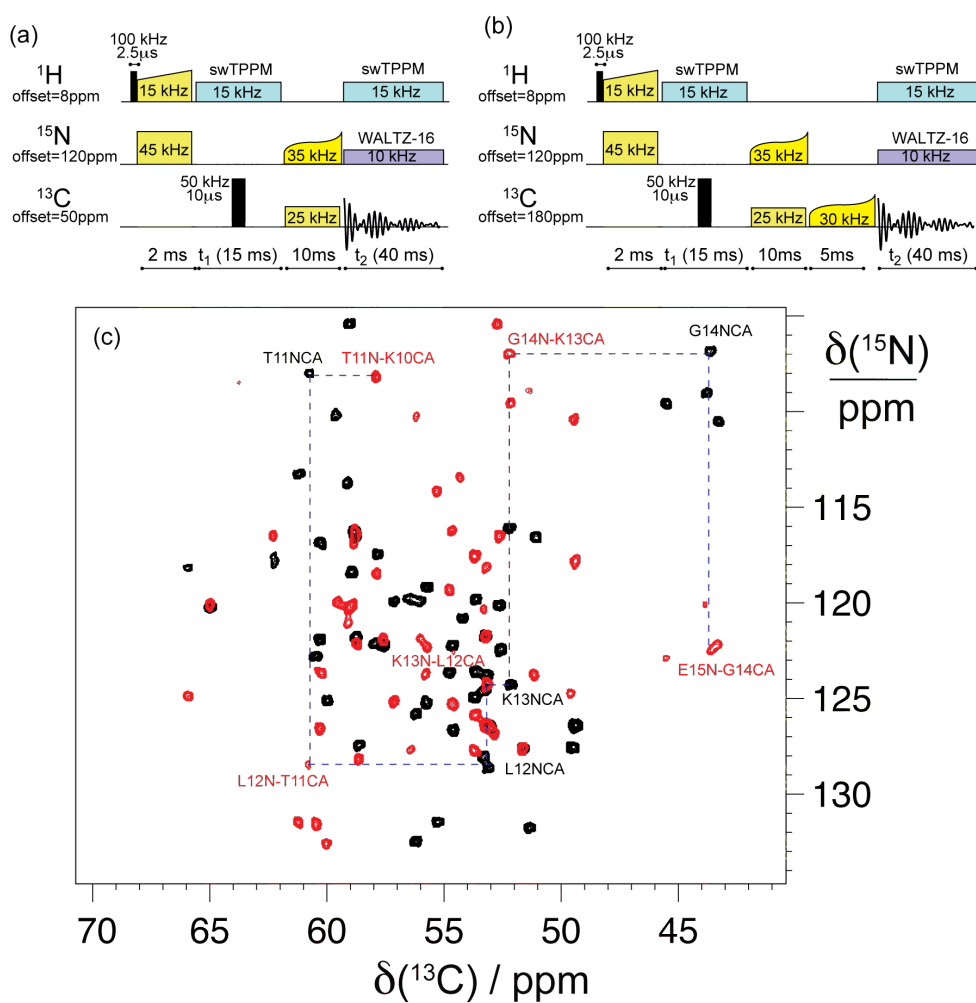 (a)
100 kHz
2.5μs
swTPPM
swTPPM
¹H
offset=8ppm
15 kHz
15 kHz
15 kHz
WALTZ-16
¹⁵N
offset=120ppm
45 kHz
35 kHz
10 kHz
50 kHz
10μs
¹³C
offset=50ppm
25 kHz
2 ms
t₁ (15 ms)
10ms
t₂ (40 ms)
(b)
100 kHz
2.5μs
swTPPM
swTPPM
¹H
offset=8ppm
15 kHz
15 kHz
15 kHz
WALTZ-16
¹⁵N
offset=120ppm
45 kHz
35 kHz
10 kHz
50 kHz
10μs
¹³C
offset=180ppm
25 kHz
30 kHz
2 ms
t₁ (15 ms)
10ms
5ms
t₂ (40 ms)
(c)
G14N-K13CA
G14NCA
T11NCA
T11N-K10CA
K13N-L12CA
E15N-G14CA
K13NCA
L12N-T11CA
L12NCA
δ(¹⁵N)
ppm
115
120
125
130
70
65
60
55
50
45
δ(¹³C) / ppm